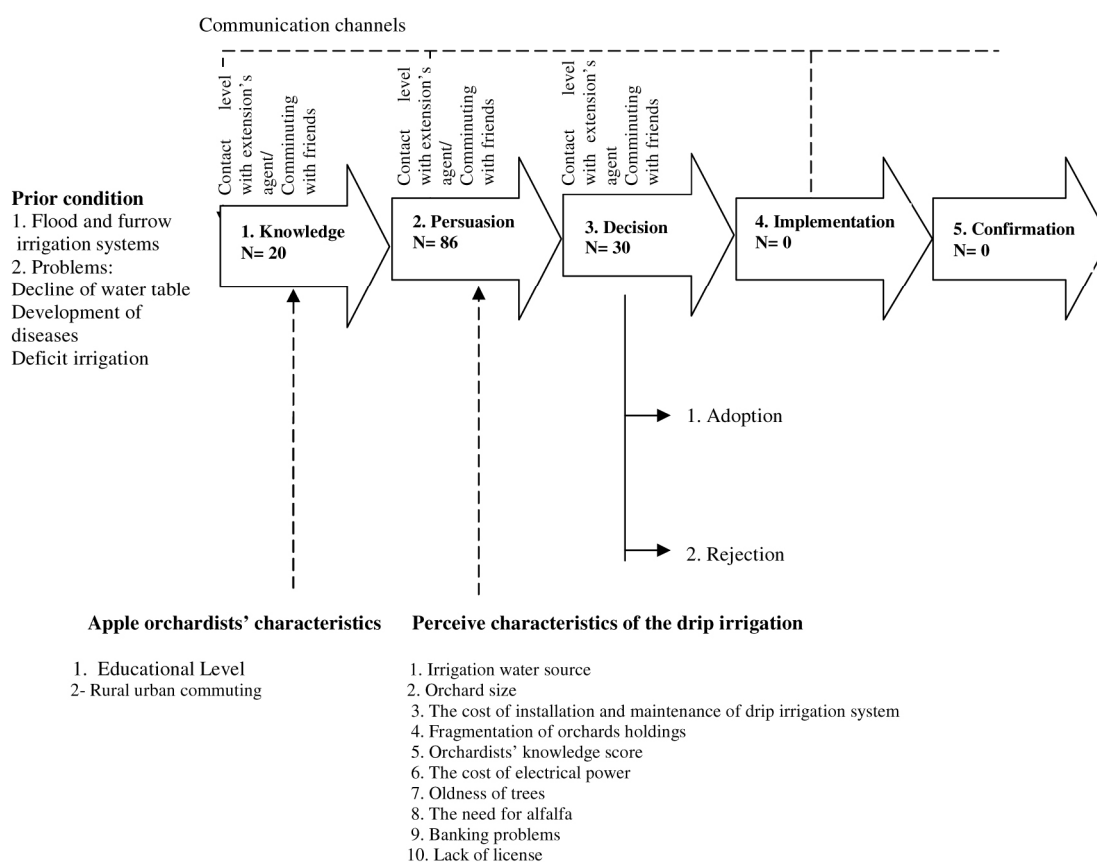 Communication channels
Contact level
with extension's
agent/
Comminuting
with friends
Contact level
with extension's
agent/
Comminuting
with friends
Contact level
with extension's
agent
Comminuting
with friends
Prior condition
1. Flood and furrow
irrigation systems
2. Problems:
Decline of water table
Development of
diseases
Deficit irrigation
1. Knowledge
N= 20
2. Persuasion
N= 86
3. Decision
N= 30
4. Implementation
N= 0
5. Confirmation
N= 0
1. Adoption
2. Rejection
Apple orchardists' characteristics
1. Educational Level
2- Rural urban commuting
Perceive characteristics of the drip irrigation
1. Irrigation water source
2. Orchard size
3. The cost of installation and maintenance of drip irrigation system
4. Fragmentation of orchards holdings
5. Orchardists' knowledge score
6. The cost of electrical power
7. Oldness of trees
8. The need for alfalfa
9. Banking problems
10. Lack of license